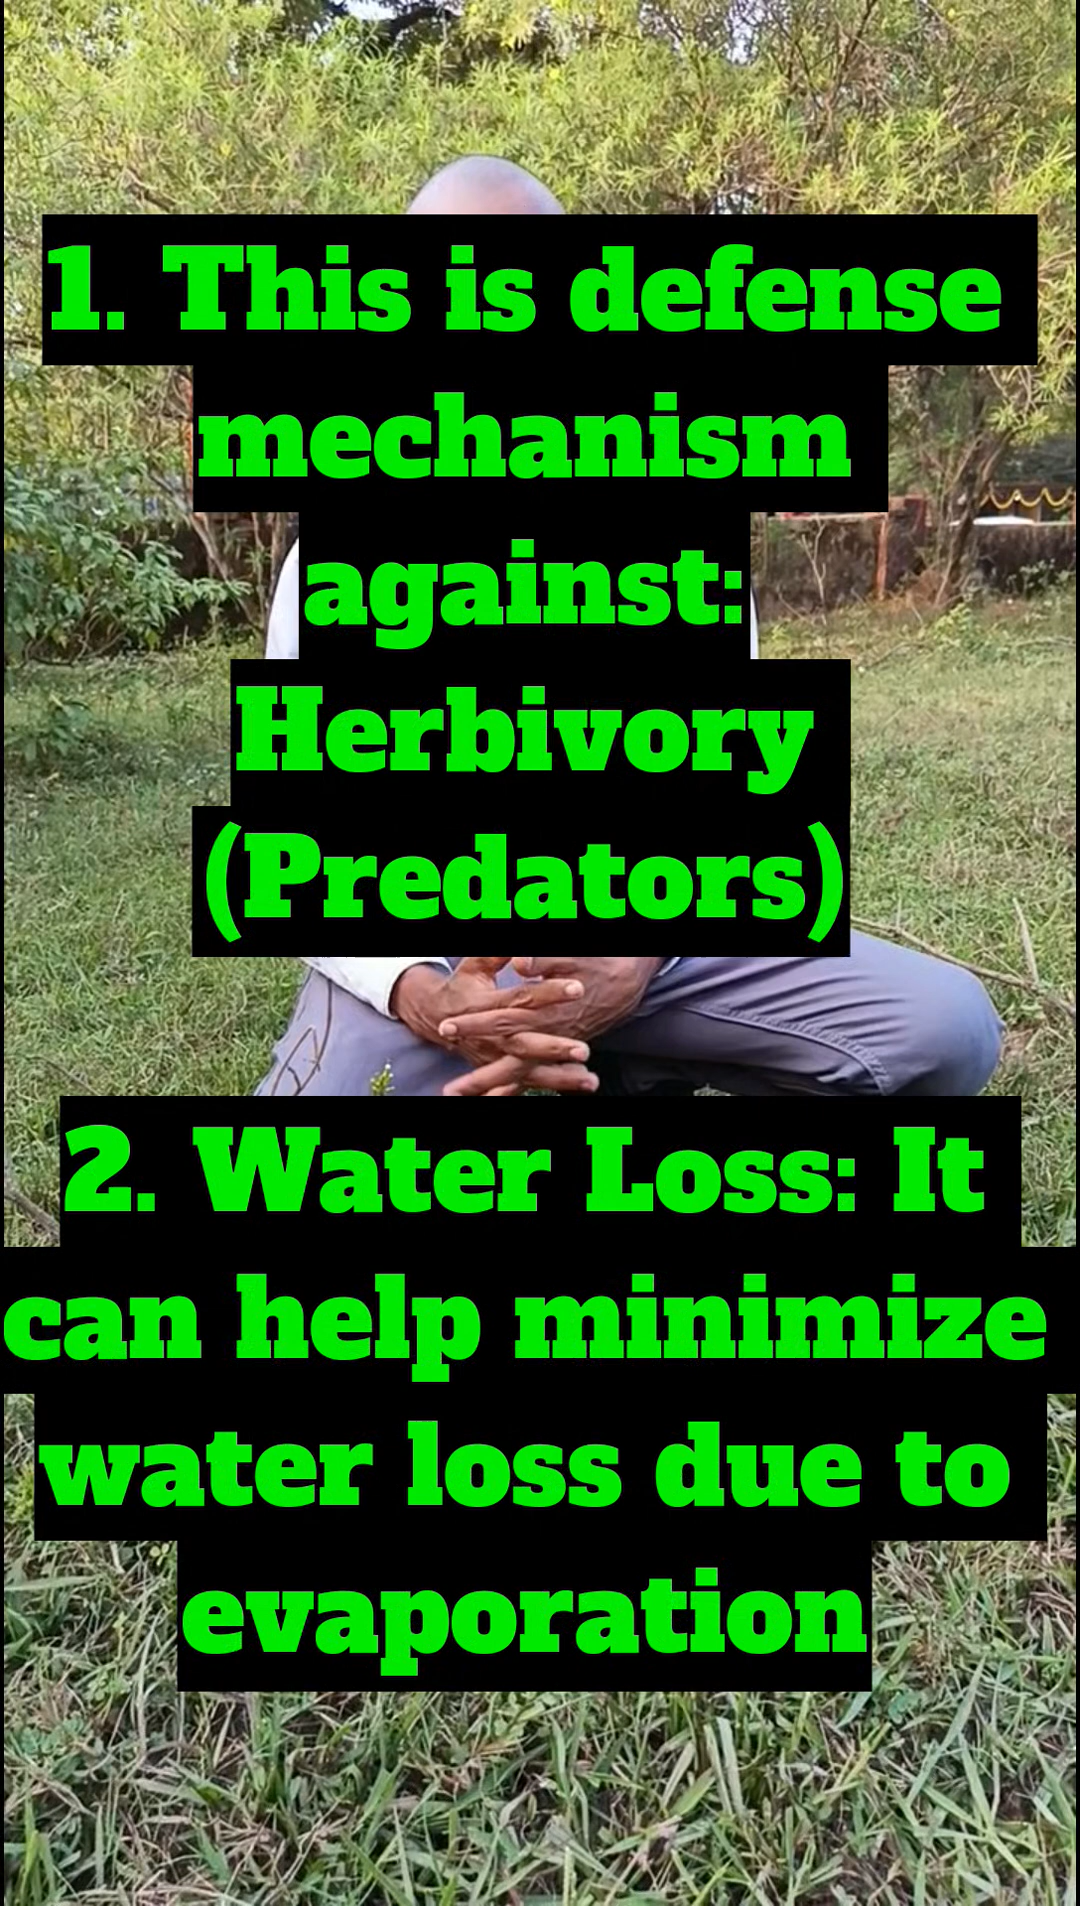 1. This is defense
mechanism
against:
Herbivory
(Predators)
2. Water Loss: It
can help minimize
water loss due to
evaporation